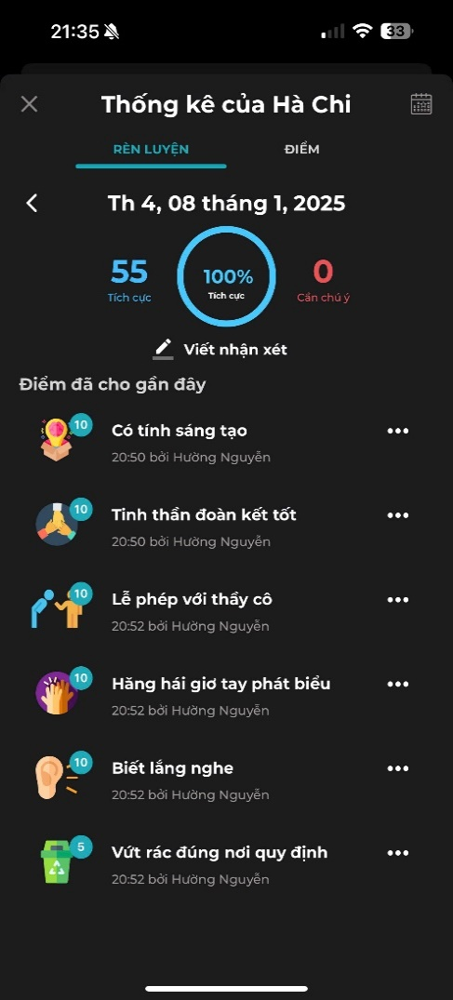 21:35
33
Thống kê của Hà Chi
RÈN LUYỆN
ĐIỂM
Th 4, 08 tháng 1, 2025
55
Tích cực
100%
Tích cực
0
Cần chú ý
Viết nhận xét
Điểm đã cho gần đây
10
Có tính sáng tạo
20:50 bởi Hường Nguyễn
10
Tinh thần đoàn kết tốt
20:50 bởi Hường Nguyễn
10
Lễ phép với thầy cô
20:52 bởi Hường Nguyễn
10
Hăng hái giơ tay phát biểu
20:52 bởi Hường Nguyễn
10
Biết lắng nghe
20:52 bởi Hường Nguyễn
5
Vứt rác đúng nơi quy định
20:52 bởi Hường Nguyễn